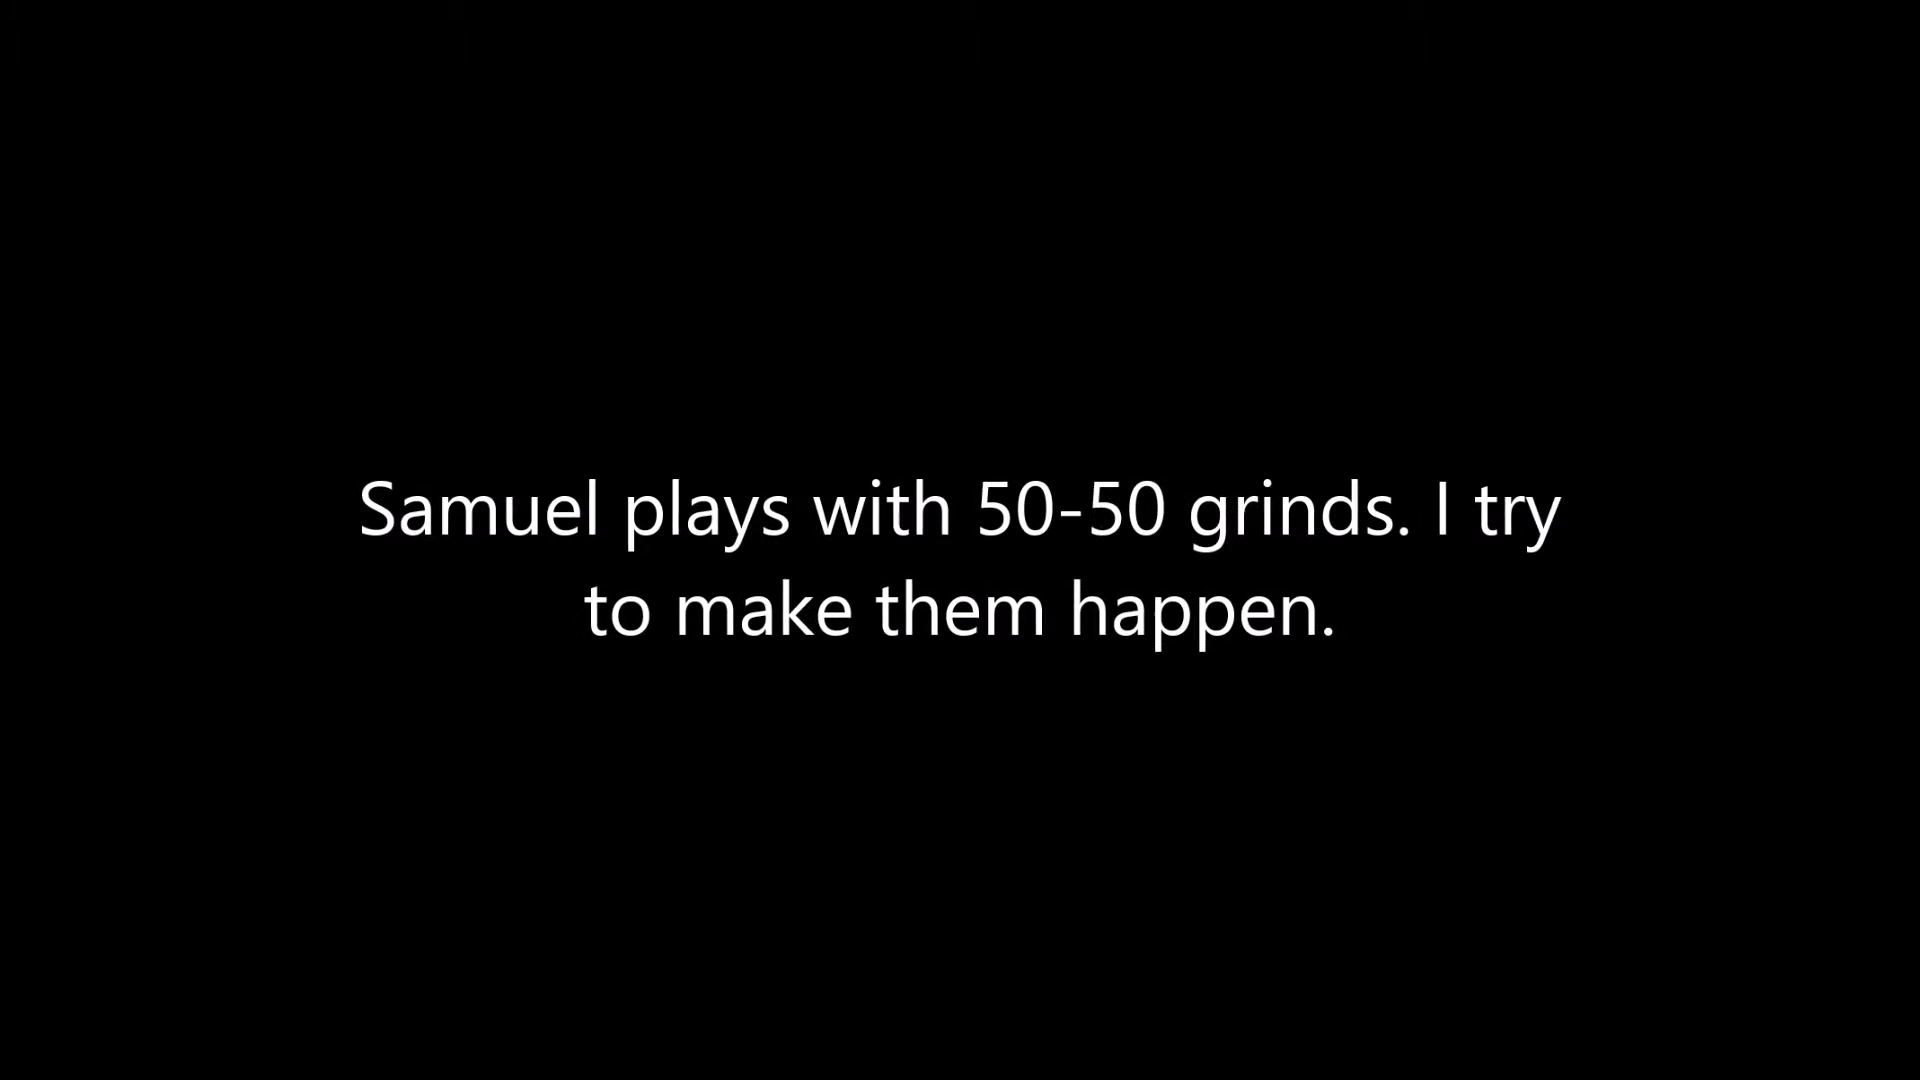 Samuel plays with 50-50 grinds. I try
to make them happen.